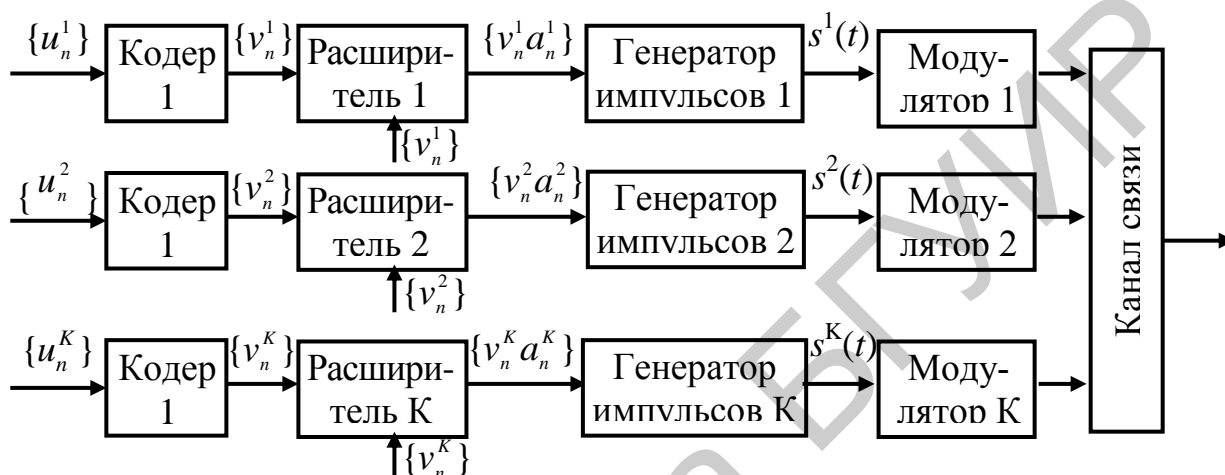 {u_n^1}
Кодер
1
{v_n^1}
Расшири-
тель 1
{v_n^1}
{v_n^1 a_n^1}
Генератор
импульсов 1
s^1(t)
Моду-
лятор 1
{u_n^2}
Кодер
1
{v_n^2}
Расшири-
тель 2
{v_n^2}
{v_n^2 a_n^2}
Генератор
импульсов 2
s^2(t)
Моду-
лятор 2
{u_n^K}
Кодер
1
{v_n^K}
Расшири-
тель К
{v_n^K}
{v_n^K a_n^K}
Генератор
импульсов К
s^K(t)
Моду-
лятор К
Канал связи
БГУИР